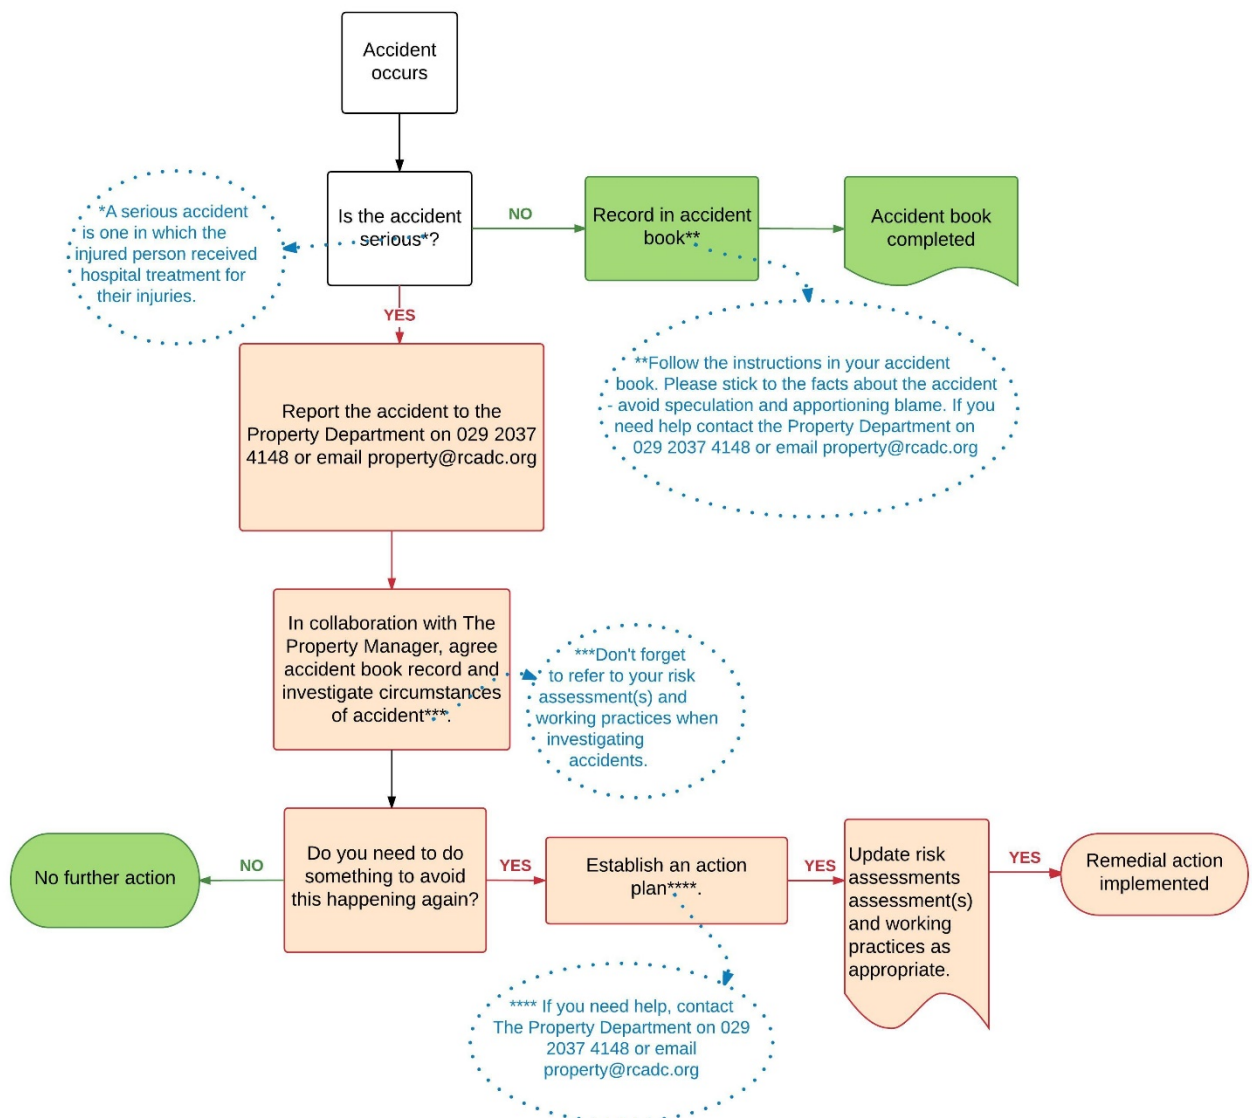 Accident
occurs
*A serious accident
is one in which the
injured person received
hospital treatment for
their injuries.
Is the accident
serious*?
NO
Record in accident
book**
Accident book
completed
YES
**Follow the instructions in your accident
book. Please stick to the facts about the accident
- avoid speculation and apportioning blame. If you
need help contact the Property Department on
029 2037 4148 or email property@rcadc.org
Report the accident to the
Property Department on 029 2037
4148 or email property@rcadc.org
In collaboration with The
Property Manager, agree
accident book record and
investigate circumstances
of accident***.
***Don't forget
to refer to your risk
assessment(s) and
working practices when
investigating
accidents.
No further action
NO
Do you need to do
something to avoid
this happening again?
YES
Establish an action
plan****.
YES
Update risk
assessments
assessment(s)
and working
practices as
appropriate.
YES
Remedial action
implemented
**** If you need help, contact
The Property Department on 029
2037 4148 or email
property@rcadc.org